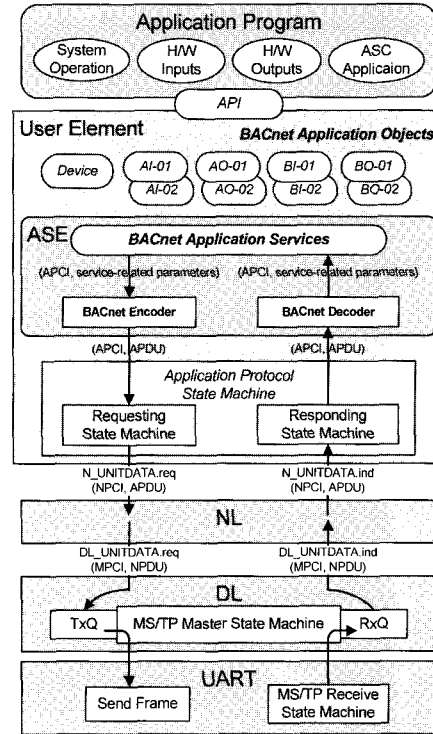 Application Program
System Operation
H/W Inputs
H/W Outputs
ASC Applicaion
API
User Element
BACnet Application Objects
Device
AI-01
AO-01
BI-01
BO-01
AI-02
AO-02
BI-02
BO-02
ASE
BACnet Application Services
(APCI, service-related parameters)
(APCI, service-related parameters)
BACnet Encoder
BACnet Decoder
(APCI, APDU)
(APCI, APDU)
Application Protocol
State Machine
Requesting
State Machine
Responding
State Machine
N_UNITDATA.req
(NPCI, APDU)
N_UNITDATA.ind
(NPCI, APDU)
NL
DL_UNITDATA.req
(MPCI, NPDU)
DL_UNITDATA.ind
(MPCI, NPDU)
DL
TxQ
MS/TP Master State Machine
RxQ
UART
Send Frame
MS/TP Receive
State Machine